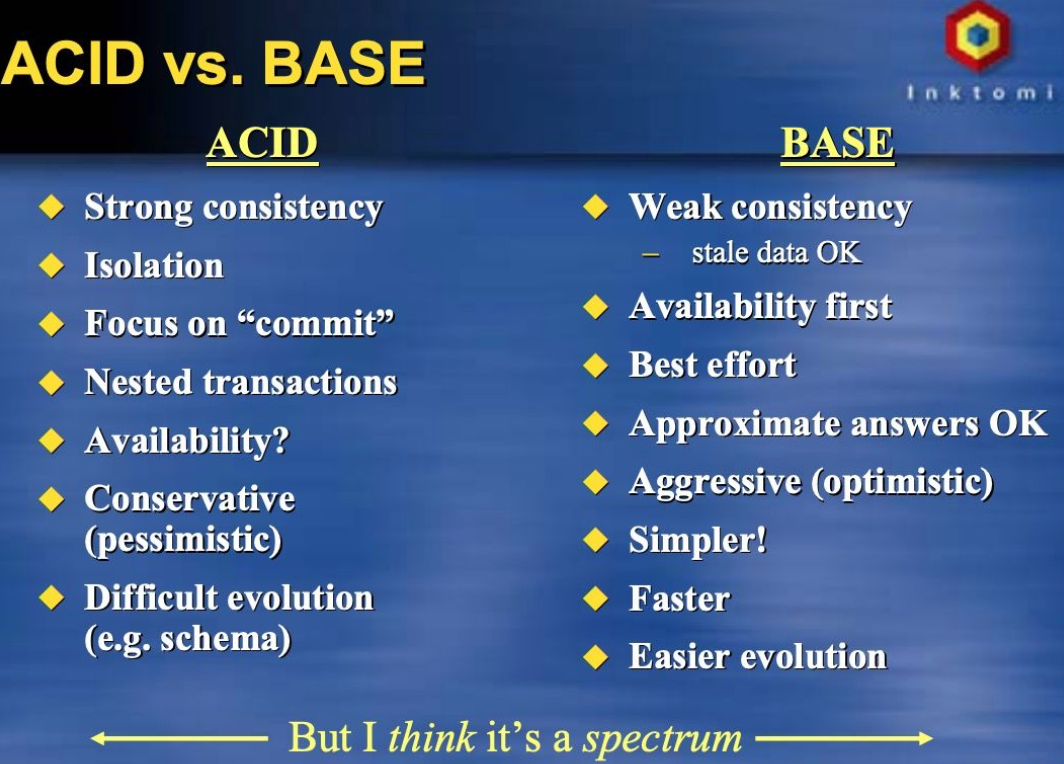 ACID vs. BASE
Inktomi
ACID
Strong consistency
Isolation
Focus on “commit”
Nested transactions
Availability?
Conservative
(pessimistic)
Difficult evolution
(e.g. schema)
BASE
Weak consistency
– stale data OK
Availability first
Best effort
Approximate answers OK
Aggressive (optimistic)
Simpler!
Faster
Easier evolution
But I think it’s a spectrum